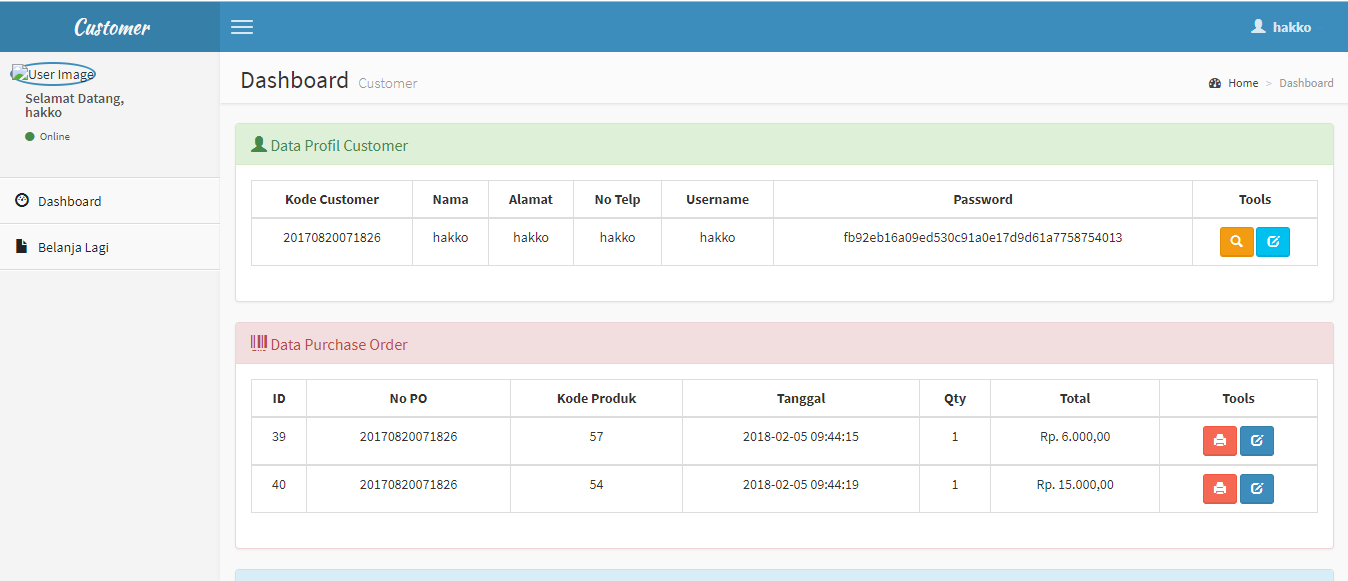 Customer
hakko
User Image
Selamat Datang,
hakko
Online
Dashboard
Belanja Lagi
Dashboard Customer
Home > Dashboard
Data Profil Customer
Kode Customer Nama Alamat No Telp Username Password Tools
20170820071826 hakko hakko hakko hakko fb92eb16a09ed530c91a0e17d9d61a7758754013
Data Purchase Order
ID No PO Kode Produk Tanggal Qty Total Tools
39 20170820071826 57 2018-02-05 09:44:15 1 Rp. 6.000,00
40 20170820071826 54 2018-02-05 09:44:19 1 Rp. 15.000,00